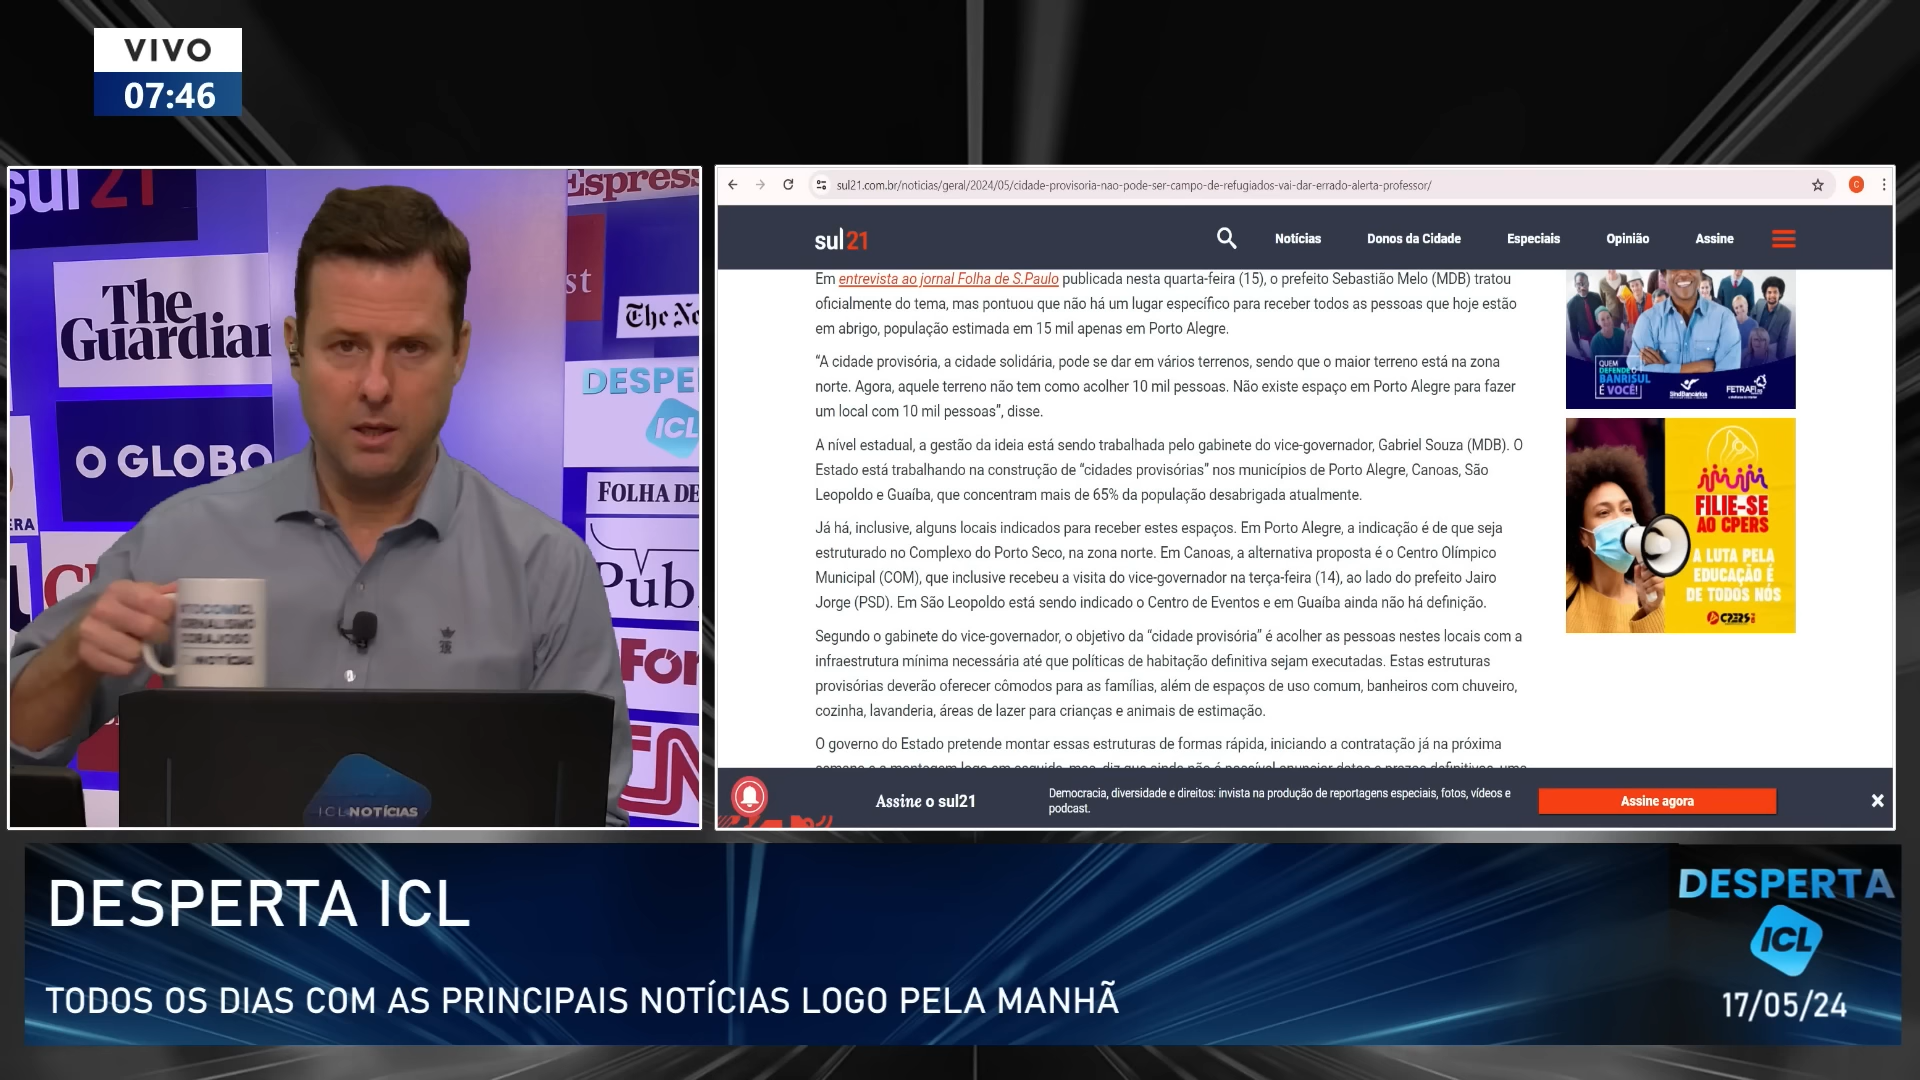 VIVO
07:46
sul 21
Espress
The
Guardian
st
The Ne
DESPE
ICL
O GLOBO
FOLHA DE
ERA
Pub
For
JORNALISMO
CORAJOSO
NOTÍCIAS
ICL NOTÍCIAS
sul21.com.br/noticias/geral/2024/05/cidade-provisoria-nao-pode-ser-campo-de-refugiados-vai-dar-errado-alerta-professor/
C
sul21
Notícias
Donos da Cidade
Especiais
Opinião
Assine
Em entrevista ao jornal Folha de S.Paulo publicada nesta quarta-feira (15), o prefeito Sebastião Melo (MDB) tratou
oficialmente do tema, mas pontuou que não há um lugar específico para receber todos as pessoas que hoje estão
em abrigo, população estimada em 15 mil apenas em Porto Alegre.
“A cidade provisória, a cidade solidária, pode se dar em vários terrenos, sendo que o maior terreno está na zona
norte. Agora, aquele terreno não tem como acolher 10 mil pessoas. Não existe espaço em Porto Alegre para fazer
um local com 10 mil pessoas”, disse.
A nível estadual, a gestão da ideia está sendo trabalhada pelo gabinete do vice-governador, Gabriel Souza (MDB). O
Estado está trabalhando na construção de “cidades provisórias” nos municípios de Porto Alegre, Canoas, São
Leopoldo e Guaíba, que concentram mais de 65% da população desabrigada atualmente.
Já há, inclusive, alguns locais indicados para receber estes espaços. Em Porto Alegre, a indicação é de que seja
estruturado no Complexo do Porto Seco, na zona norte. Em Canoas, a alternativa proposta é o Centro Olímpico
Municipal (COM), que inclusive recebeu a visita do vice-governador na terça-feira (14), ao lado do prefeito Jairo
Jorge (PSD). Em São Leopoldo está sendo indicado o Centro de Eventos e em Guaíba ainda não há definição.
Segundo o gabinete do vice-governador, o objetivo da “cidade provisória” é acolher as pessoas nestes locais com a
infraestrutura mínima necessária até que políticas de habitação definitiva sejam executadas. Estas estruturas
provisórias deverão oferecer cômodos para as famílias, além de espaços de uso comum, banheiros com chuveiro,
cozinha, lavanderia, áreas de lazer para crianças e animais de estimação.
O governo do Estado pretende montar essas estruturas de formas rápida, iniciando a contratação já na próxima
QUEM
DEFENDE O
BANRISUL
É VOCÊ!
SindBancários
FETRAFI
FILIE-SE
AO CPERS
A LUTA PELA
EDUCAÇÃO É
DE TODOS NÓS
CPERS
Assine o sul21
Democracia, diversidade e direitos: invista na produção de reportagens especiais, fotos, vídeos e
podcast.
Assine agora
DESPERTA ICL
TODOS OS DIAS COM AS PRINCIPAIS NOTÍCIAS LOGO PELA MANHÃ
DESPERTA
ICL
17/05/24